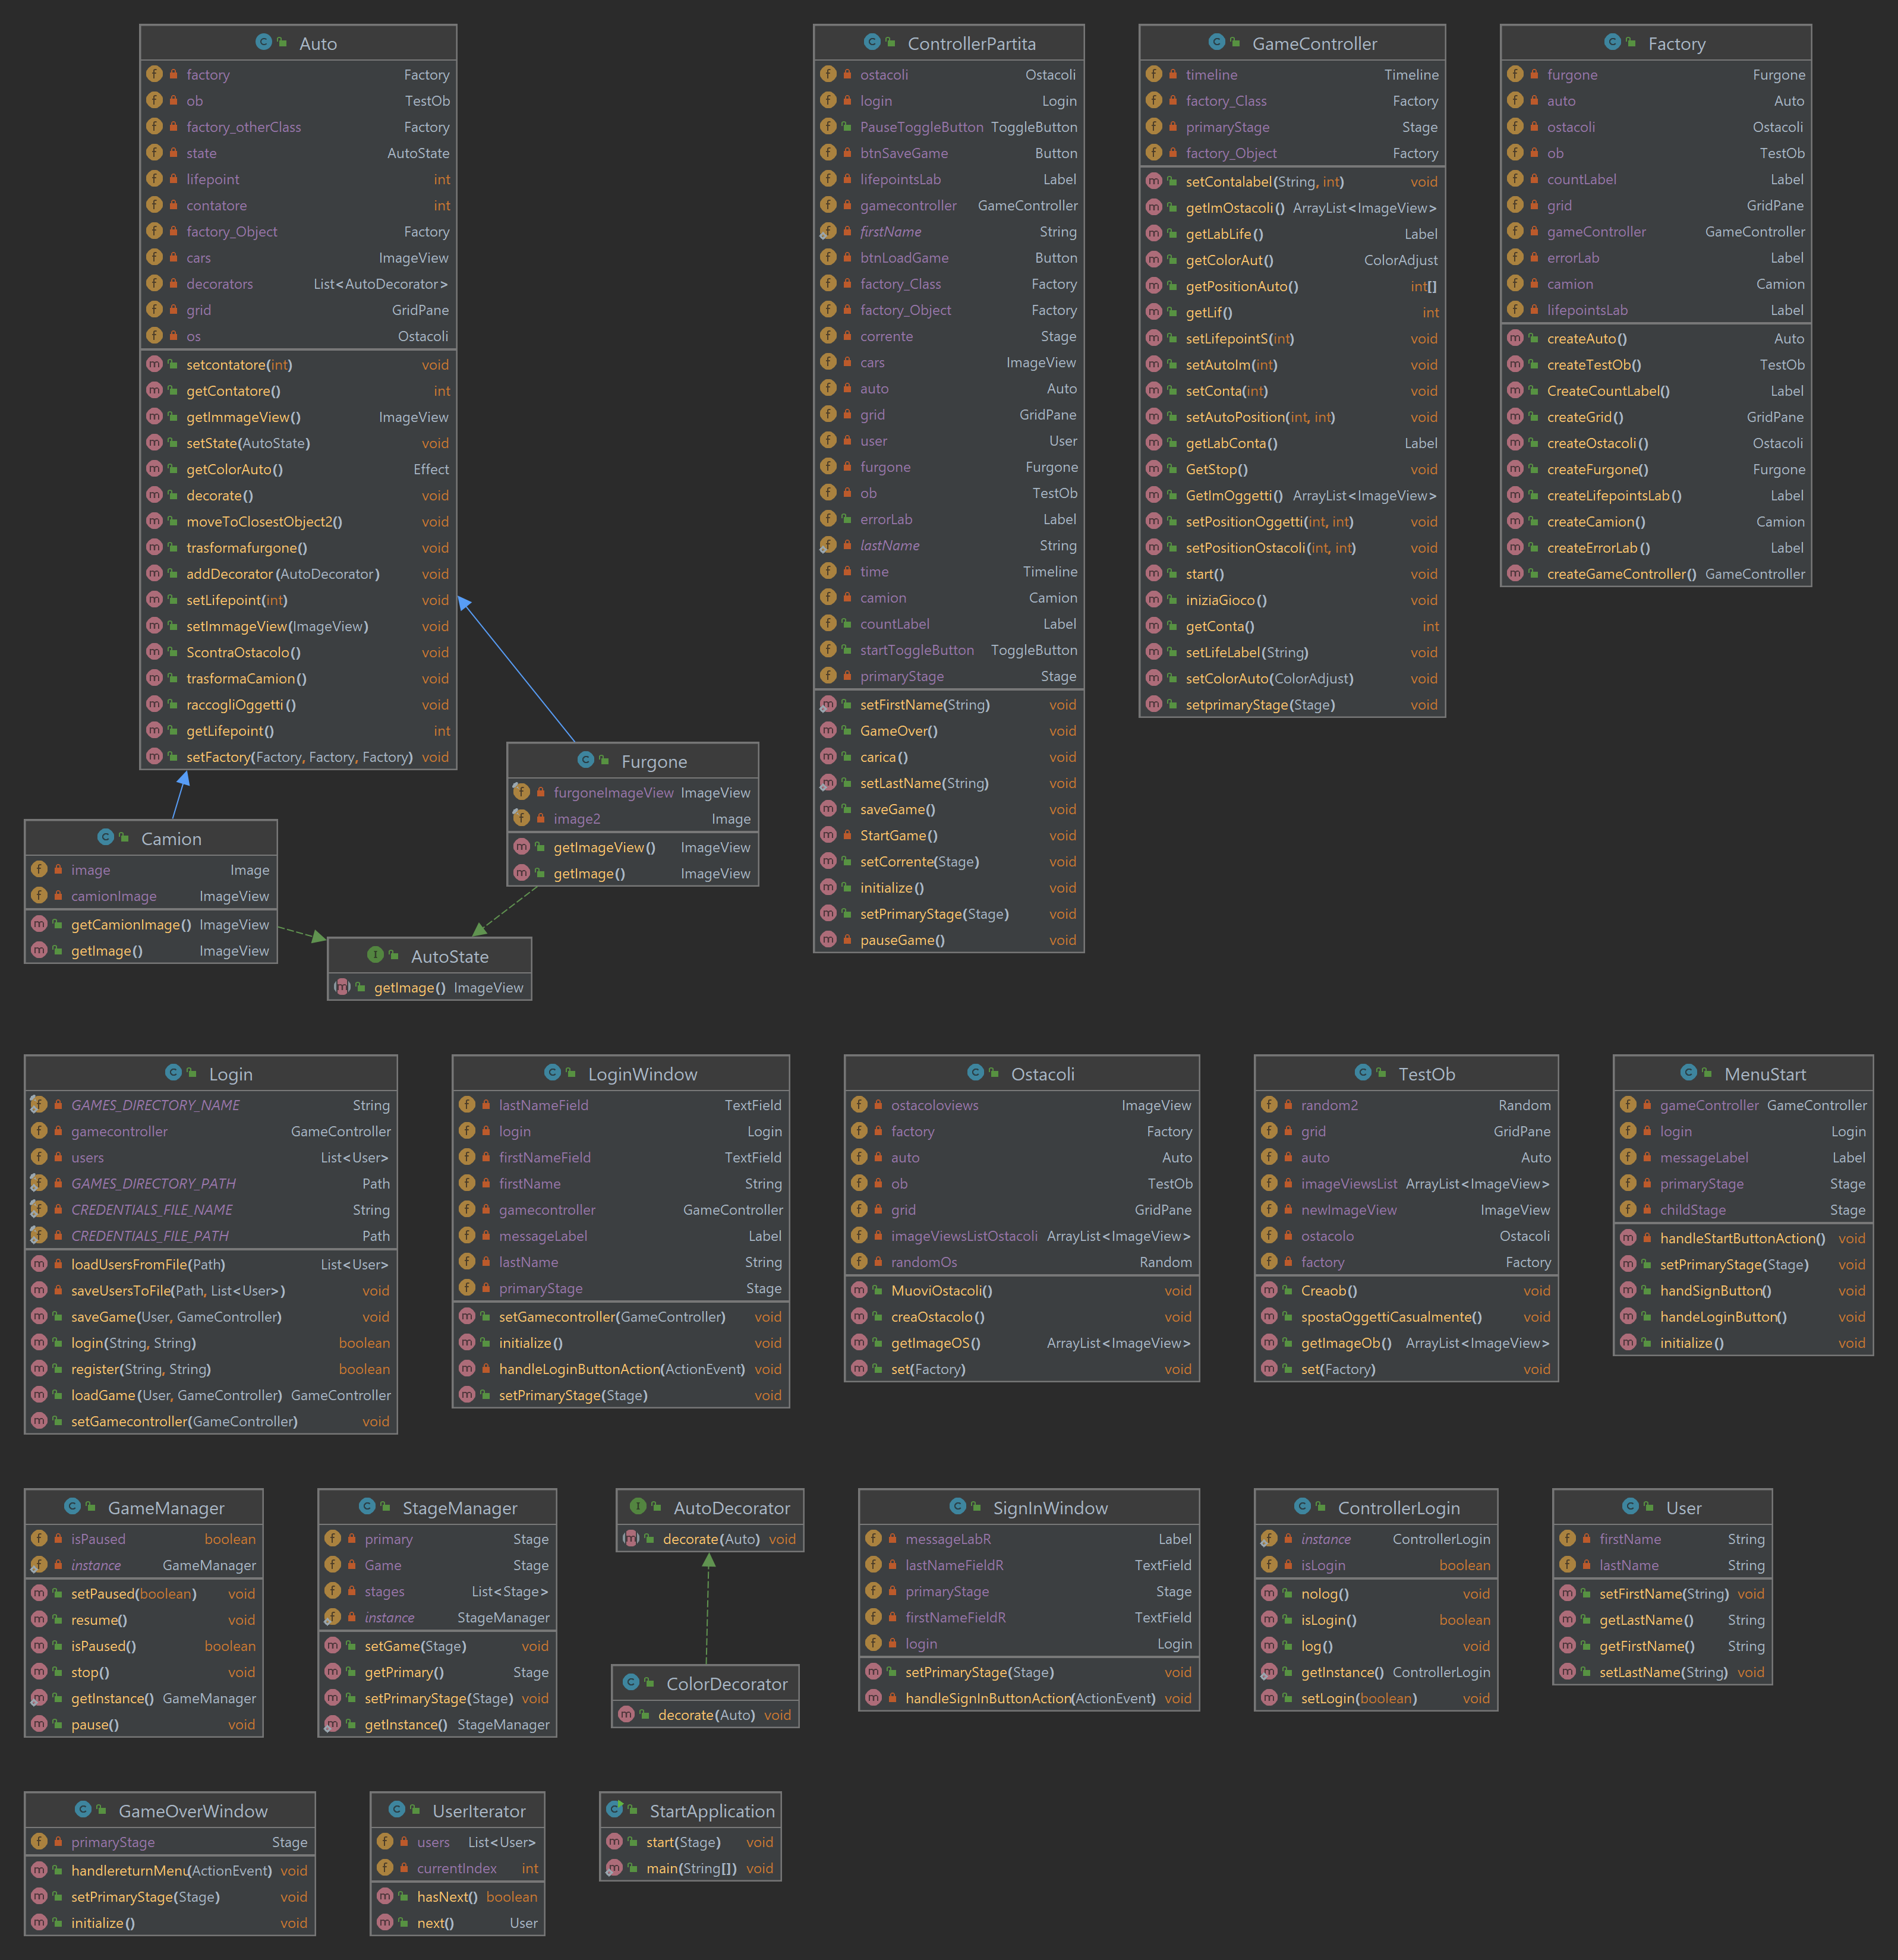 Auto
factory Factory
ob TestOb
factory_otherClass Factory
state AutoState
lifepoint int
contatore int
factory_Object Factory
cars ImageView
decorators List<AutoDecorator>
grid GridPane
os Ostacoli
setcontatore(int) void
getContatore() int
getImmageView() ImageView
setState(AutoState) void
getColorAuto() Effect
decorate() void
moveToClosestObject2() void
trasformafurgone() void
addDecorator(AutoDecorator) void
setLifepoint(int) void
setImmageView(ImageView) void
ScontraOstacolo() void
trasformaCamion() void
raccogliOggetti() void
getLifepoint() int
setFactory(Factory, Factory, Factory) void
ControllerPartita
ostacoli Ostacoli
login Login
PauseToggleButton ToggleButton
btnSaveGame Button
lifepointsLab Label
gamecontroller GameController
firstName String
btnLoadGame Button
factory_Class Factory
factory_Object Factory
corrente Stage
cars ImageView
auto Auto
grid GridPane
user User
furgone Furgone
ob TestOb
errorLab Label
lastName String
time Timeline
camion Camion
countLabel Label
startToggleButton ToggleButton
primaryStage Stage
setFirstName(String) void
GameOver() void
carica() void
setLastName(String) void
saveGame() void
StartGame() void
setCorrente(Stage) void
initialize() void
setPrimaryStage(Stage) void
pauseGame() void
GameController
timeline Timeline
factory_Class Factory
primaryStage Stage
factory_Object Factory
setContalabel(String, int) void
getImOstacoli() ArrayList<ImageView>
getLabLife() Label
getColorAut() ColorAdjust
getPositionAuto() int[]
getLif() int
setLifepointS(int) void
setAutoIm(int) void
setConta(int) void
setAutoPosition(int, int) void
getLabConta() Label
GetStop() void
GetImOggetti() ArrayList<ImageView>
setPositionOggetti(int, int) void
setPositionOstacoli(int, int) void
start() void
iniziaGioco() void
getConta() int
setLifeLabel(String) void
setColorAuto(ColorAdjust) void
setprimaryStage(Stage) void
Factory
furgone Furgone
auto Auto
ostacoli Ostacoli
ob TestOb
countLabel Label
grid GridPane
gameController GameController
errorLab Label
camion Camion
lifepointsLab Label
createAuto() Auto
createTestOb() TestOb
CreateCountLabel() Label
createGrid() GridPane
createOstacoli() Ostacoli
createFurgone() Furgone
createLifepointsLab() Label
createCamion() Camion
createErrorLab() Label
createGameController() GameController
Furgone
furgoneImageView ImageView
image2 Image
getImageView() ImageView
getImage() ImageView
Camion
image Image
camionImage ImageView
getCamionImage() ImageView
getImage() ImageView
AutoState
getImage() ImageView
Login
GAMES_DIRECTORY_NAME String
gamecontroller GameController
users List<User>
GAMES_DIRECTORY_PATH Path
CREDENTIALS_FILE_NAME String
CREDENTIALS_FILE_PATH Path
loadUsersFromFile(Path) List<User>
saveUsersToFile(Path, List<User>) void
saveGame(User, GameController) void
login(String, String) boolean
register(String, String) boolean
loadGame(User, GameController) GameController
setGamecontroller(GameController) void
LoginWindow
lastNameField TextField
login Login
firstNameField TextField
firstName String
gamecontroller GameController
messageLabel Label
lastName String
primaryStage Stage
setGamecontroller(GameController) void
initialize() void
handleLoginButtonAction(ActionEvent) void
setPrimaryStage(Stage) void
Ostacoli
ostacoloviews ImageView
factory Factory
auto Auto
ob TestOb
grid GridPane
imageViewsListOstacoli ArrayList<ImageView>
randomOs Random
MuoviOstacoli() void
creaOstacolo() void
getImageOS() ArrayList<ImageView>
set(Factory) void
TestOb
random2 Random
grid GridPane
auto Auto
imageViewsList ArrayList<ImageView>
newImageView ImageView
ostacolo Ostacoli
factory Factory
Creaob() void
spostaOggettiCasualmente() void
getImageOb() ArrayList<ImageView>
set(Factory) void
MenuStart
gameController GameController
login Login
messageLabel Label
primaryStage Stage
childStage Stage
handleStartButtonAction() void
setPrimaryStage(Stage) void
handSignButton() void
handeLoginButton() void
initialize() void
GameManager
isPaused boolean
instance GameManager
setPaused(boolean) void
resume() void
isPaused() boolean
stop() void
getInstance() GameManager
pause() void
StageManager
primary Stage
Game Stage
stages List<Stage>
instance StageManager
setGame(Stage) void
getPrimary() Stage
setPrimaryStage(Stage) void
getInstance() StageManager
AutoDecorator
decorate(Auto) void
ColorDecorator
decorate(Auto) void
SignInWindow
messageLabR Label
lastNameFieldR TextField
primaryStage Stage
firstNameFieldR TextField
login Login
setPrimaryStage(Stage) void
handleSignInButtonAction(ActionEvent) void
ControllerLogin
instance ControllerLogin
isLogin boolean
nolog() void
isLogin() boolean
log() void
getInstance() ControllerLogin
setLogin(boolean) void
User
firstName String
lastName String
setFirstName(String) void
getLastName() String
getFirstName() String
setLastName(String) void
GameOverWindow
primaryStage Stage
handlereturnMenu(ActionEvent) void
setPrimaryStage(Stage) void
initialize() void
UserIterator
users List<User>
currentIndex int
hasNext() boolean
next() User
StartApplication
start(Stage) void
main(String[]) void